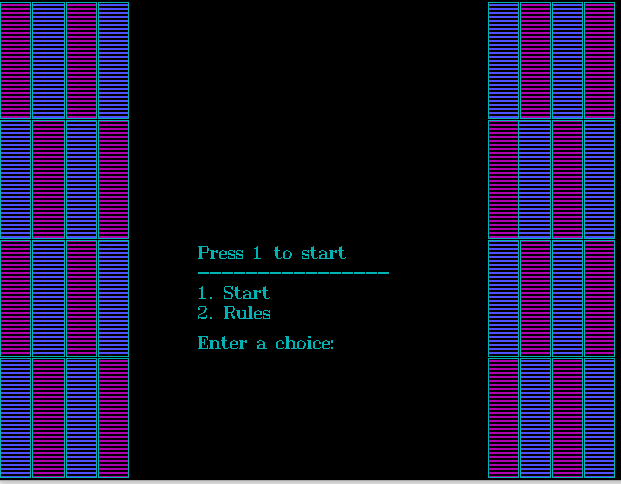 Press 1 to start
----------------
1. Start
2. Rules
Enter a choice: